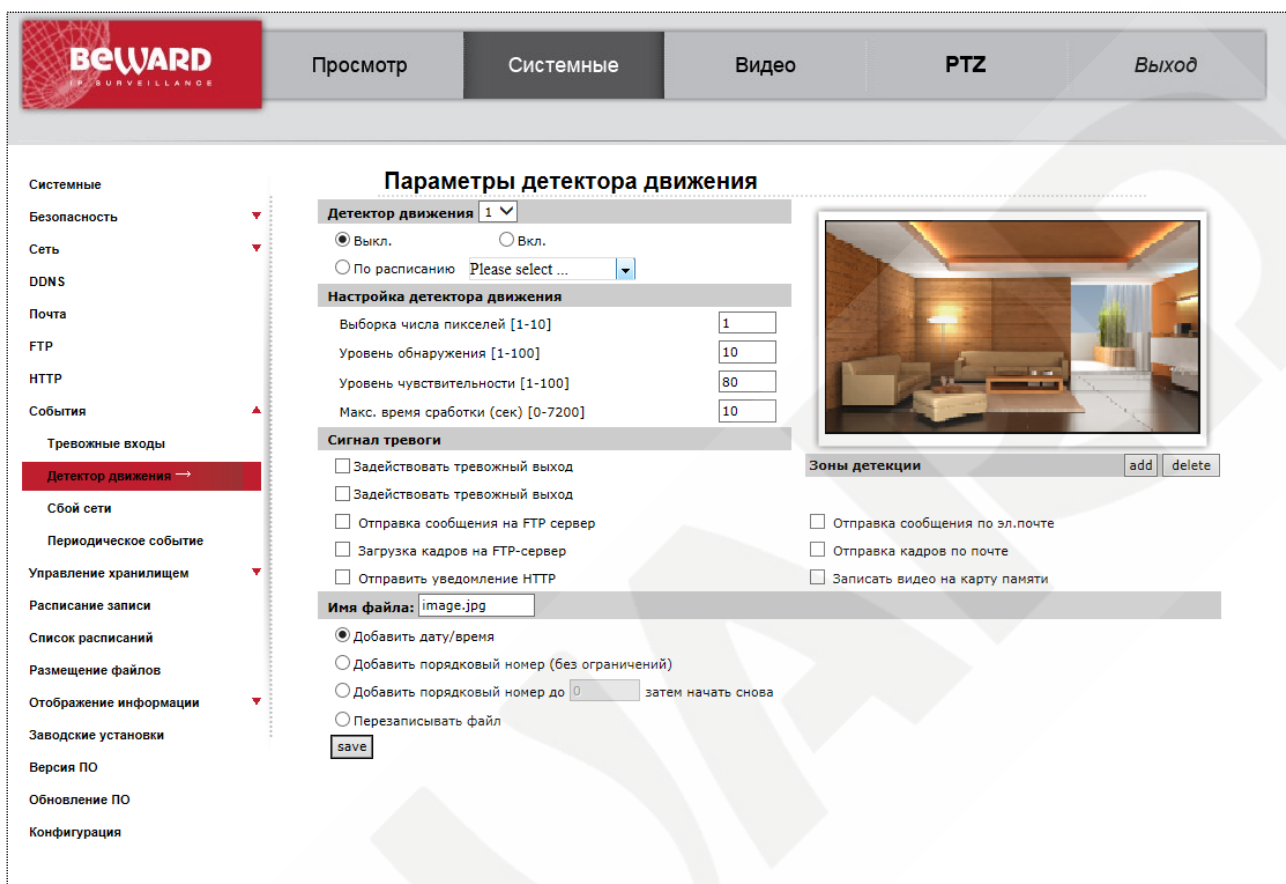 BEWARD
IP SURVEILLANCE
Просмотр
Системные
Видео
PTZ
Выход
Системные
Безопасность
Сеть
DDNS
Почта
FTP
HTTP
События
Тревожные входы
Детектор движения →
Сбой сети
Периодическое событие
Управление хранилищем
Расписание записи
Список расписаний
Размещение файлов
Отображение информации
Заводские установки
Версия ПО
Обновление ПО
Конфигурация
Параметры детектора движения
Детектор движения 1
Выкл. Вкл.
По расписанию Please select ...
Настройка детектора движения
Выборка числа пикселей [1-10] 1
Уровень обнаружения [1-100] 10
Уровень чувствительности [1-100] 80
Макс. время сработки (сек) [0-7200] 10
Сигнал тревоги
Зоны детекции add delete
Задействовать тревожный выход
Задействовать тревожный выход
Отправка сообщения на FTP сервер Отправка сообщения по эл.почте
Загрузка кадров на FTP-сервер Отправка кадров по почте
Отправить уведомление HTTP Записать видео на карту памяти
Имя файла: image.jpg
Добавить дату/время
Добавить порядковый номер (без ограничений)
Добавить порядковый номер до 0 затем начать снова
Перезаписывать файл
save